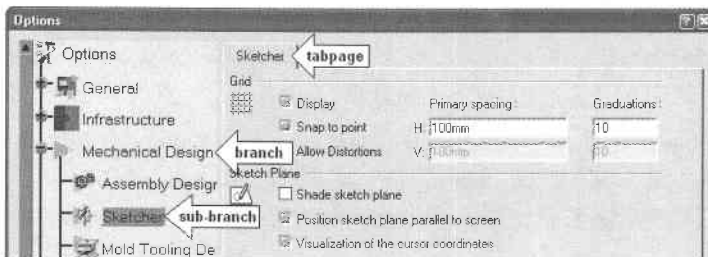 Options
Options
General
Infrastructure
Mechanical Design
branch
Assembly Desigr
Sketcher
sub-branch
Mold Tooling De
Sketcher
tabpage
Grid
Display
Primary spacing:
Graduations:
Snap to point
H: 100mm
10
Allow Distortions
V: 100mm
10
Sketch Plane
Shade sketch plane
Position sketch plane parallel to screen
Visualization of the cursor coordinates